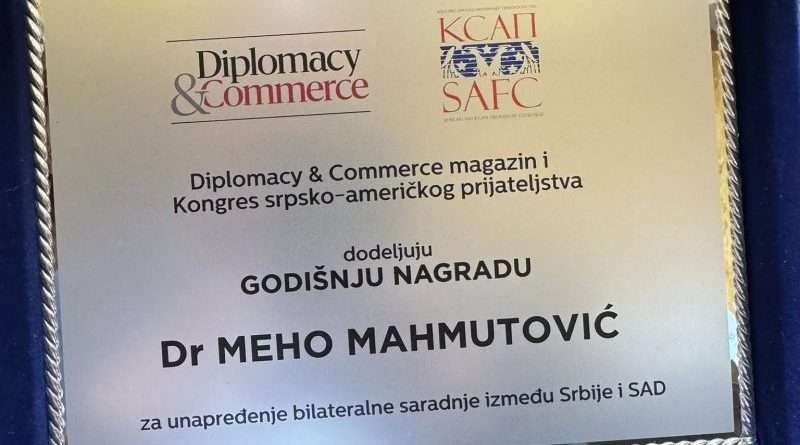 Diplomacy
&Commerce
КСАП
SAFC
Diplomacy & Commerce magazin i
Kongres srpsko-američkog prijateljstva
dodeljuju
GODIŠNJU NAGRADU
Dr MEHO MAHMUTOVIĆ
za unapređenje bilateralne saradnje između Srbije i SAD